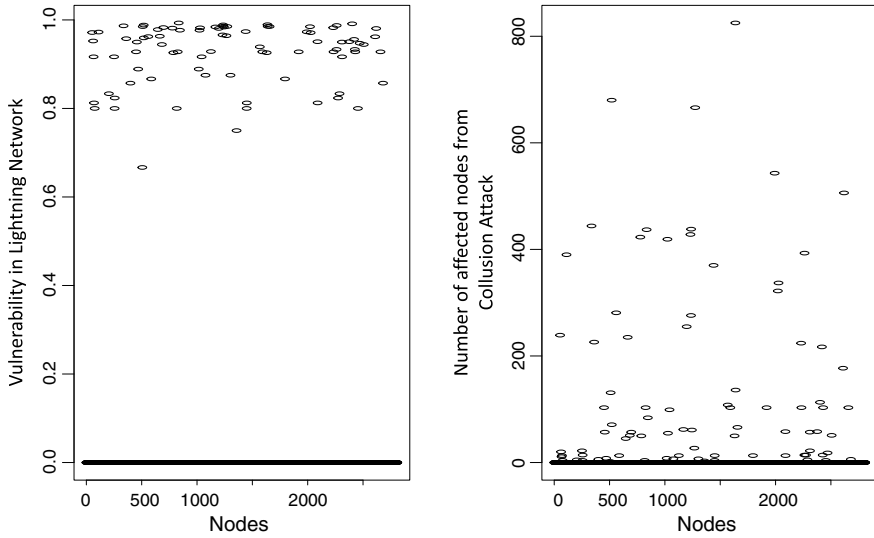 Vulnerability in Lightning Network
1.0
0.8
0.6
0.4
0.2
0.0
0 500 1000 2000
Nodes
Number of affected nodes from
Collusion Attack
800
600
400
200
0
0 500 1000 2000
Nodes